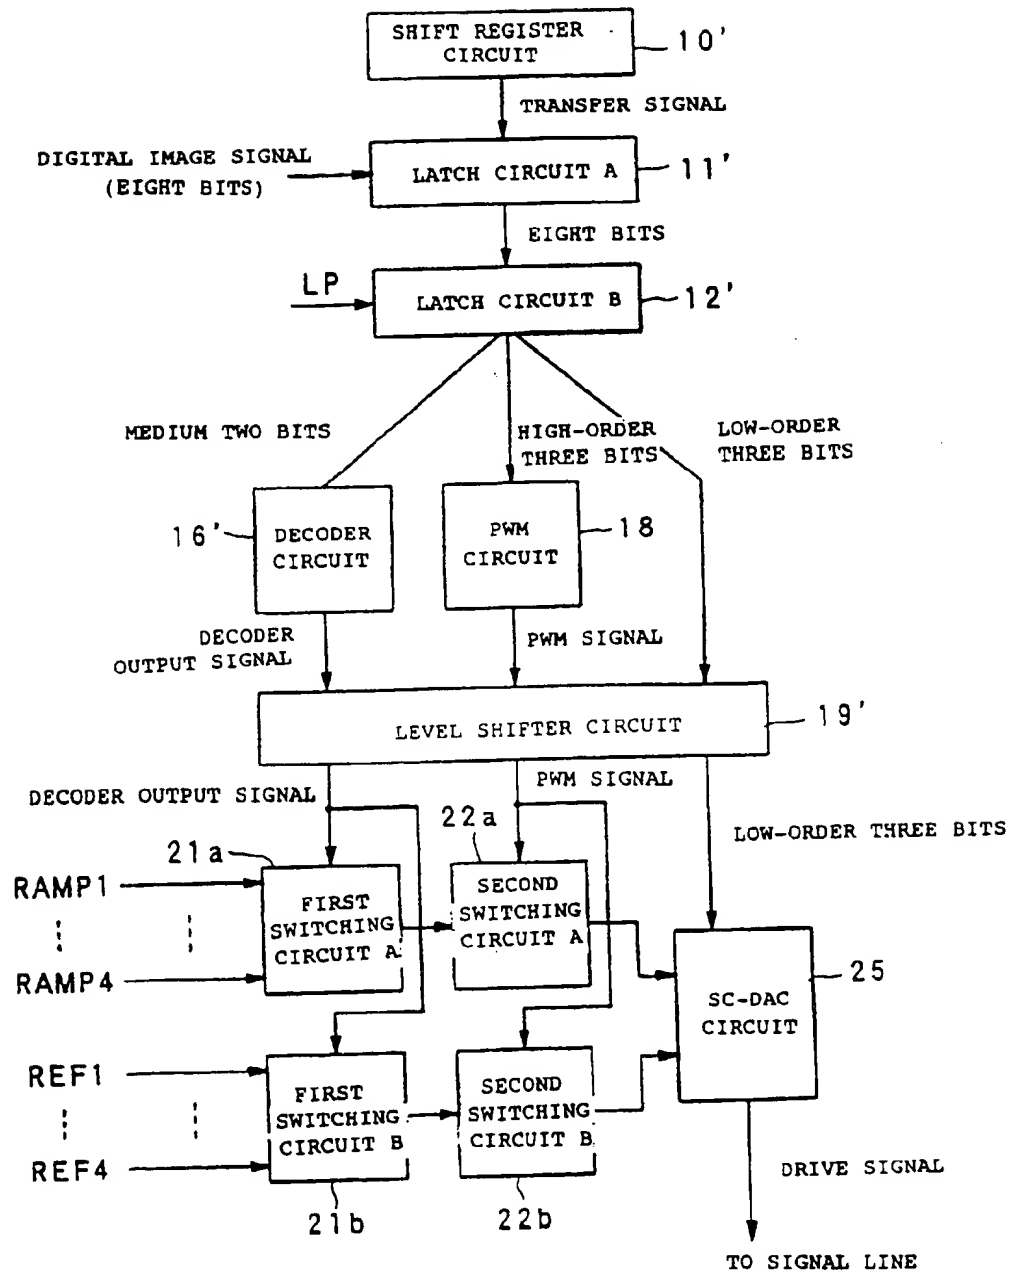 SHIFT REGISTER
CIRCUIT
10'
TRANSFER SIGNAL
DIGITAL IMAGE SIGNAL
(EIGHT BITS)
LATCH CIRCUIT A
11'
EIGHT BITS
LP
LATCH CIRCUIT B
12'
MEDIUM TWO BITS
HIGH-ORDER
THREE BITS
LOW-ORDER
THREE BITS
16'
DECODER
CIRCUIT
PWM
CIRCUIT
18
DECODER
OUTPUT SIGNAL
PWM SIGNAL
LEVEL SHIFTER CIRCUIT
19'
DECODER OUTPUT SIGNAL
PWM SIGNAL
LOW-ORDER THREE BITS
21a
22a
RAMP1
RAMP4
FIRST
SWITCHING
CIRCUIT A
SECOND
SWITCHING
CIRCUIT A
SC-DAC
CIRCUIT
25
REF1
REF4
FIRST
SWITCHING
CIRCUIT B
SECOND
SWITCHING
CIRCUIT B
21b
22b
DRIVE SIGNAL
TO SIGNAL LINE